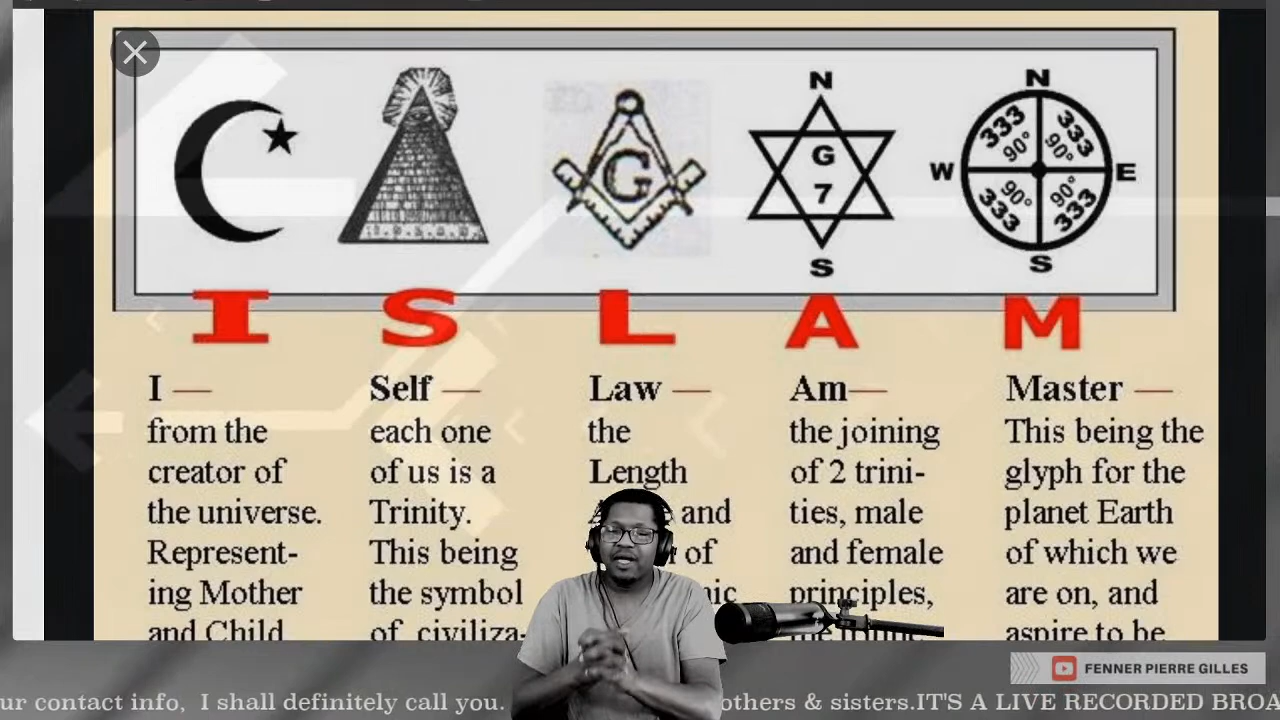 N
N
G
G
7
W
333
90°
333
90°
E
333
90°
333
90°
S
S
I S L A M
I —
from the
creator of
the universe.
Represent-
ing Mother
and Child
Self —
each one
of us is a
Trinity.
This being
the symbol
of civiliza-
Law —
the
Length
and
of
Am—
the joining
of 2 trini-
ties, male
and female
principles,
Master —
This being the
glyph for the
planet Earth
of which we
are on, and
aspire to be
FENNER PIERRE GILLES
ur contact info, I shall definitely call you. others & sisters.IT'S A LIVE RECORDED BROA